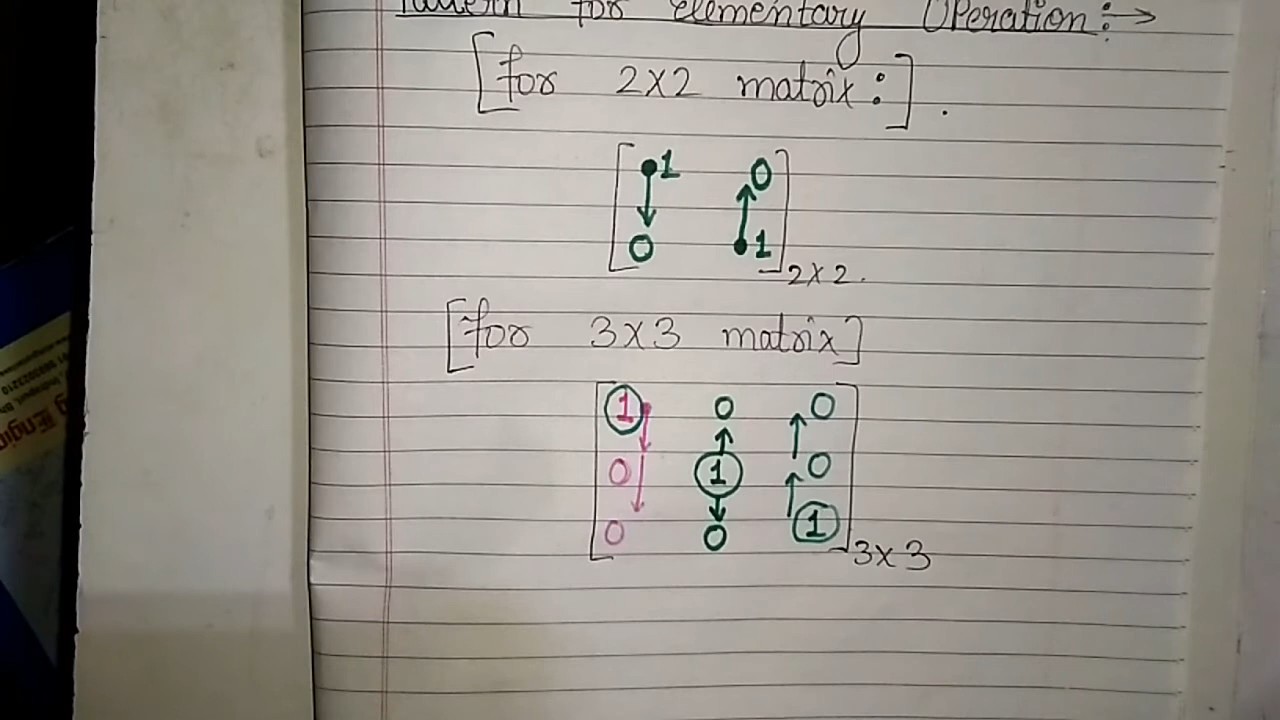 Pattern for elementary Operation:→
[for 2x2 matrix:].
1 0
0 1
2x2.
[for 3x3 matrix]
1 0 0
0 1 0
0 0 1
3x3